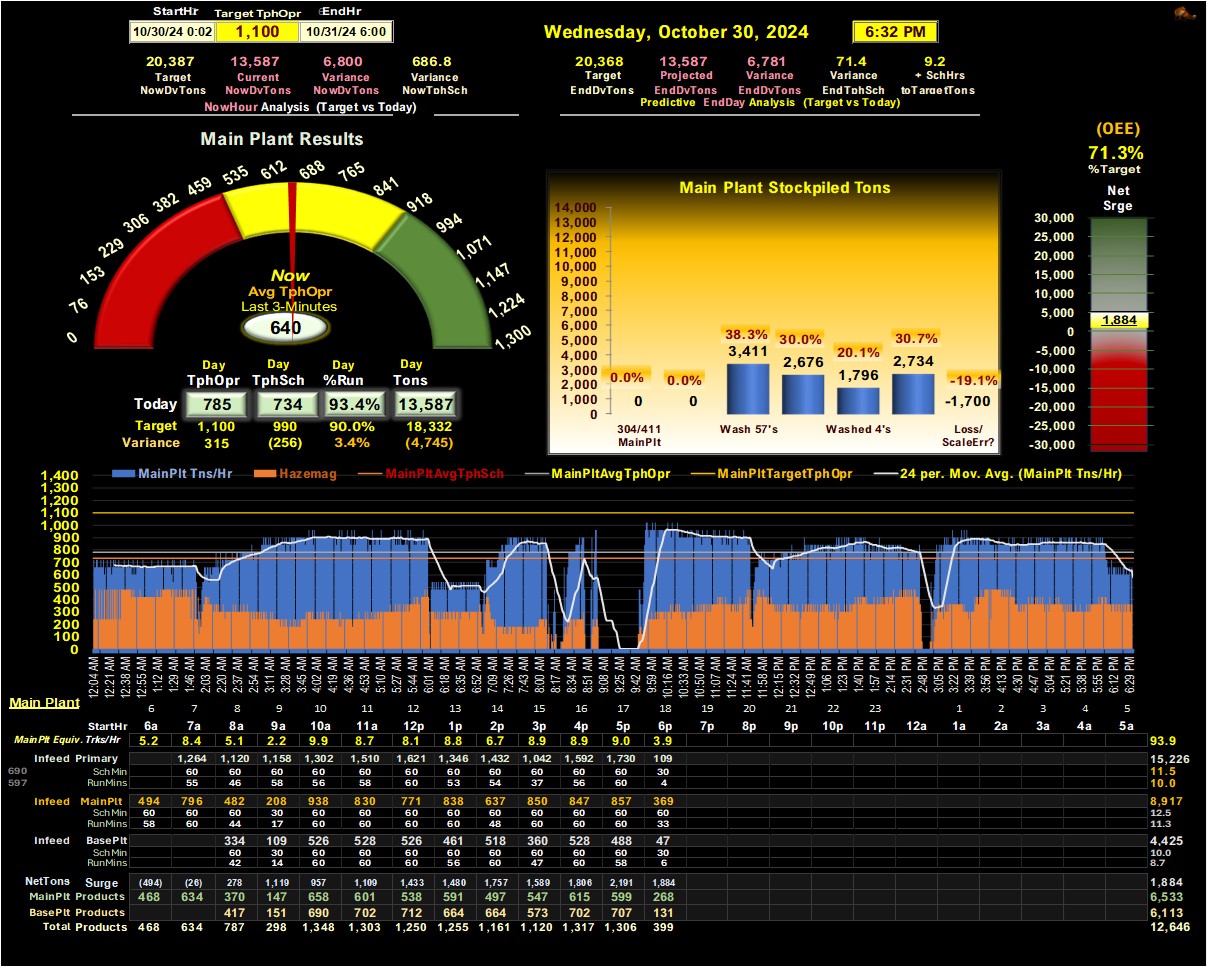 StartHr Target TphOpr EndHr
10/30/24 0:02 1,100 10/31/24 6:00
Wednesday, October 30, 2024 6:32 PM
20,387 13,587 6,800 686.8
Target Current Variance Variance
NowDvTons NowDvTons NowDvTons NowTphSch
NowHour Analysis (Target vs Today)
20,368 13,587 6,781 71.4 9.2
Target Projected Variance Variance + SchHrs
EndDvTons EndDvTons EndDvTons EndTphSch toTargetTons
Predictive EndDay Analysis (Target vs Today)
(OEE)
71.3%
%Target
Net
Srge
30,000
25,000
20,000
15,000
10,000
5,000
1,884
0
-5,000
-10,000
-15,000
-20,000
-25,000
-30,000
Main Plant Results
0 76 153 229 306 382 459 535 612 688 765 841 918 994 1,071 1,147 1,224 1,300
Now
Avg TphOpr
Last 3-Minutes
640
Day Day Day Day
TphOpr TphSch %Run Tons
Today 785 734 93.4% 13,587
Target 1,100 990 90.0% 18,332
Variance 315 (256) 3.4% (4,745)
Main Plant Stockpiled Tons
14,000
13,000
12,000
11,000
10,000
9,000
8,000
7,000
6,000
5,000
4,000
3,000
2,000
1,000
0
0.0% 0.0% 38.3% 30.0% 20.1% 30.7% -19.1%
0 0 3,411 2,676 1,796 2,734 -1,700
304/411 Wash 57's Washed 4's Loss/
MainPlt ScaleErr?
MainPlt Tns/Hr Hazemag MainPltAvgTphSch MainPltAvgTphOpr MainPltTargetTphOpr 24 per. Mov. Avg. (MainPlt Tns/Hr)
1,400
1,300
1,200
1,100
1,000
900
800
700
600
500
400
300
200
100
0
12:04 AM 12:21 AM 12:38 AM 12:55 AM 1:12 AM 1:29 AM 1:46 AM 2:03 AM 2:20 AM 2:37 AM 2:54 AM 3:11 AM 3:28 AM 3:45 AM 4:02 AM 4:19 AM 4:36 AM 4:53 AM 5:10 AM 5:27 AM 5:44 AM 6:01 AM 6:18 AM 6:35 AM 6:52 AM 7:09 AM 7:26 AM 7:43 AM 8:00 AM 8:17 AM 8:34 AM 8:51 AM 9:08 AM 9:25 AM 9:42 AM 9:59 AM 10:16 AM 10:33 AM 10:50 AM 11:07 AM 11:24 AM 11:41 AM 11:58 AM 12:15 PM 12:32 PM 12:49 PM 1:06 PM 1:23 PM 1:40 PM 1:57 PM 2:14 PM 2:31 PM 2:48 PM 3:05 PM 3:22 PM 3:39 PM 3:56 PM 4:13 PM 4:30 PM 4:47 PM 5:04 PM 5:21 PM 5:38 PM 5:55 PM 6:12 PM 6:29 PM
Main Plant 6 7 8 9 10 11 12 13 14 15 16 17 18 19 20 21 22 23 1 2 3 4 5
StartHr 6a 7a 8a 9a 10a 11a 12p 1p 2p 3p 4p 5p 6p 7p 8p 9p 10p 11p 12a 1a 2a 3a 4a 5a
MainPlt Equiv. Trks/Hr 5.2 8.4 5.1 2.2 9.9 8.7 8.1 8.8 6.7 8.9 8.9 9.0 3.9 93.9
Infeed Primary 1,264 1,120 1,158 1,302 1,510 1,621 1,346 1,432 1,042 1,592 1,730 109 15,226
690 SchMin 60 60 60 60 60 60 60 60 60 60 60 30 11.5
597 RunMins 55 46 58 56 58 60 53 54 37 56 60 4 10.0
Infeed MainPlt 494 796 482 208 938 830 771 838 637 850 847 857 369 8,917
SchMin 60 60 60 30 60 60 60 60 60 60 60 60 30 12.5
RunMins 58 60 44 17 60 60 60 60 48 60 60 60 33 11.3
Infeed BasePlt 334 109 526 528 526 461 518 360 528 488 47 4,425
SchMin 60 30 60 60 60 60 60 60 60 60 30 10.0
RunMins 42 14 60 60 60 56 60 47 60 58 6 8.7
NetTons Surge (494) (26) 278 1,119 957 1,109 1,433 1,480 1,757 1,589 1,806 2,191 1,884 1,884
MainPlt Products 468 634 370 147 658 601 538 591 497 547 615 599 268 6,533
BasePlt Products 417 151 690 702 712 664 664 573 702 707 131 6,113
Total Products 468 634 787 298 1,348 1,303 1,250 1,255 1,161 1,120 1,317 1,306 399 12,646